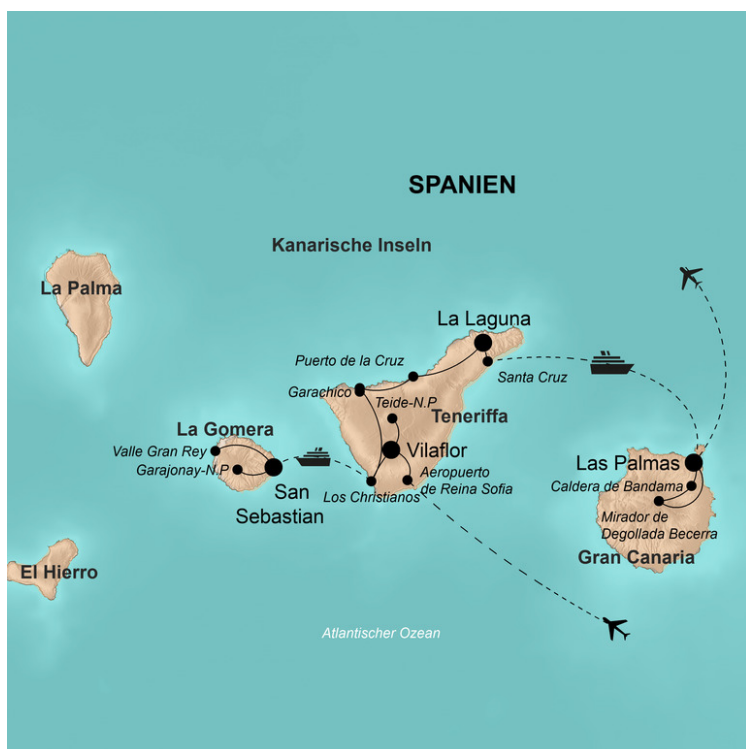 SPANIEN
Kanarische Inseln
La Palma
La Laguna
Puerto de la Cruz
Santa Cruz
Garachico
Teide-N.P
Teneriffa
La Gomera
Vilaflor
Valle Gran Rey
Garajonay-N.P
San
Sebastian
Los Christianos
Aeropuerto
de Reina Sofia
Las Palmas
Caldera de Bandama
Mirador de
Degollada Becerra
Gran Canaria
El Hierro
Atlantischer Ozean